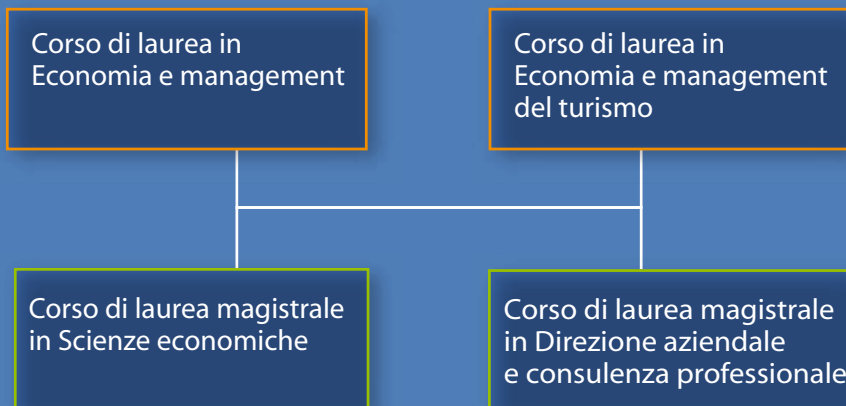 Corso di laurea in
Economia e management
Corso di laurea in
Economia e management
del turismo
Corso di laurea magistrale
in Scienze economiche
Corso di laurea magistrale
in Direzione aziendale
e consulenza professionale